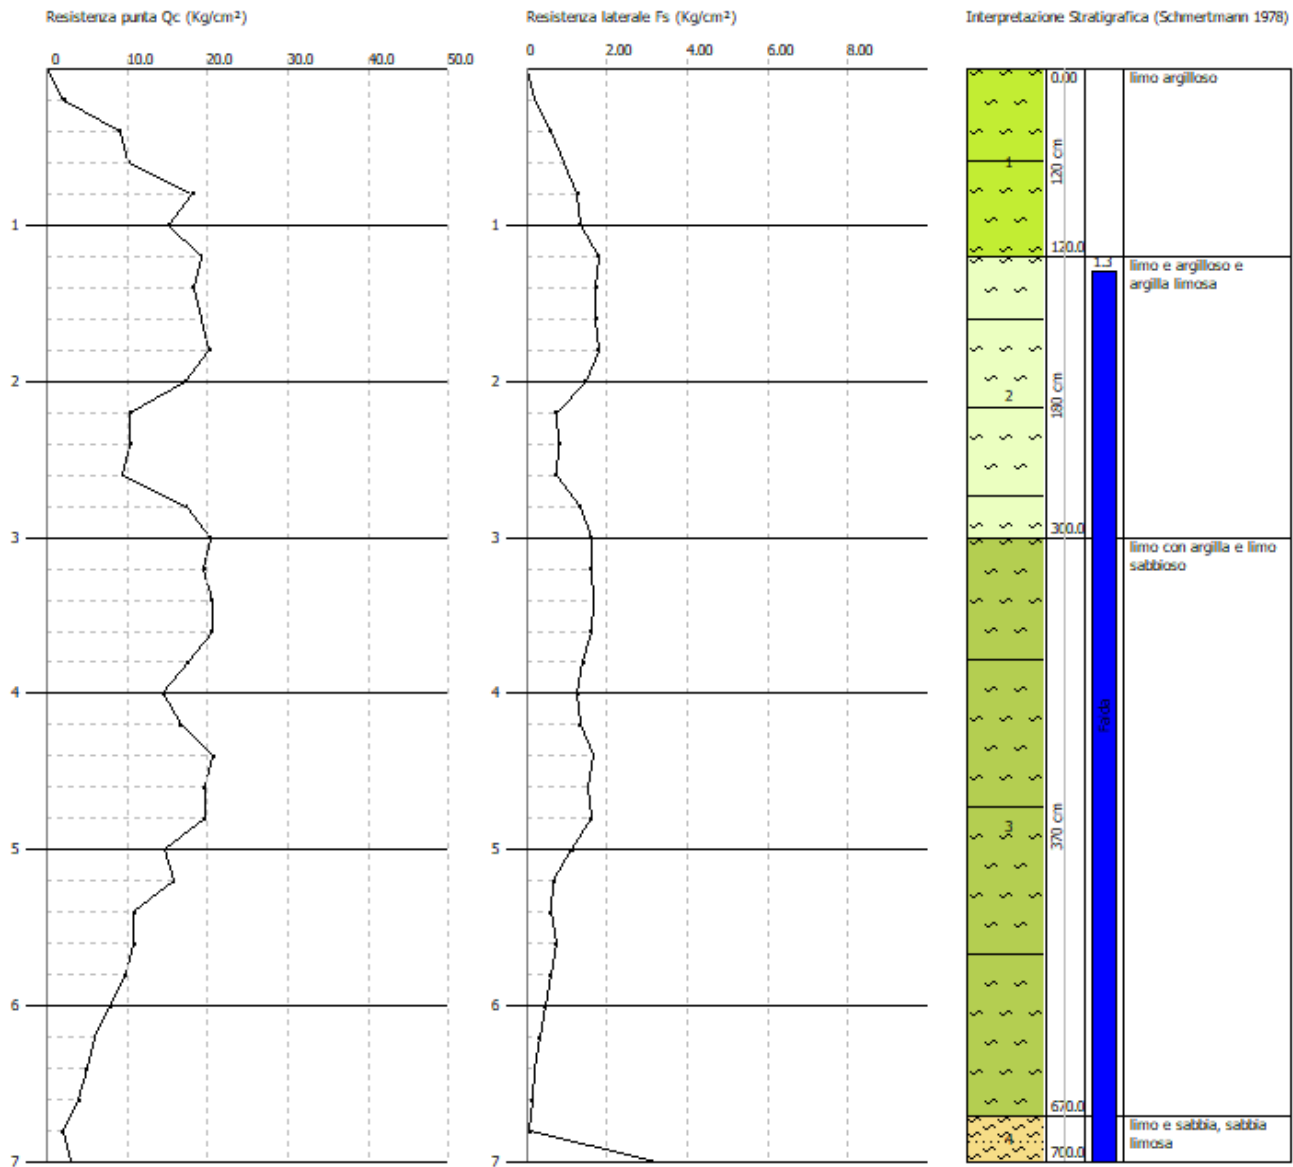 Resistenza punta Qc (Kg/cm²)
0 10.0 20.0 30.0 40.0 50.0
1
2
3
4
5
6
7
Resistenza laterale Fs (Kg/cm²)
0 2.00 4.00 6.00 8.00
1
2
3
4
5
6
7
Interpretazione Stratigrafica (Schmertmann 1978)
0.00
limo argilloso
1
120 cm
120.0
1.3
limo e argilloso e
argilla limosa
2
180 cm
300.0
limo con argilla e limo
sabbioso
Falda
3
370 cm
670.0
limo e sabbia, sabbia
limosa
4
700.0